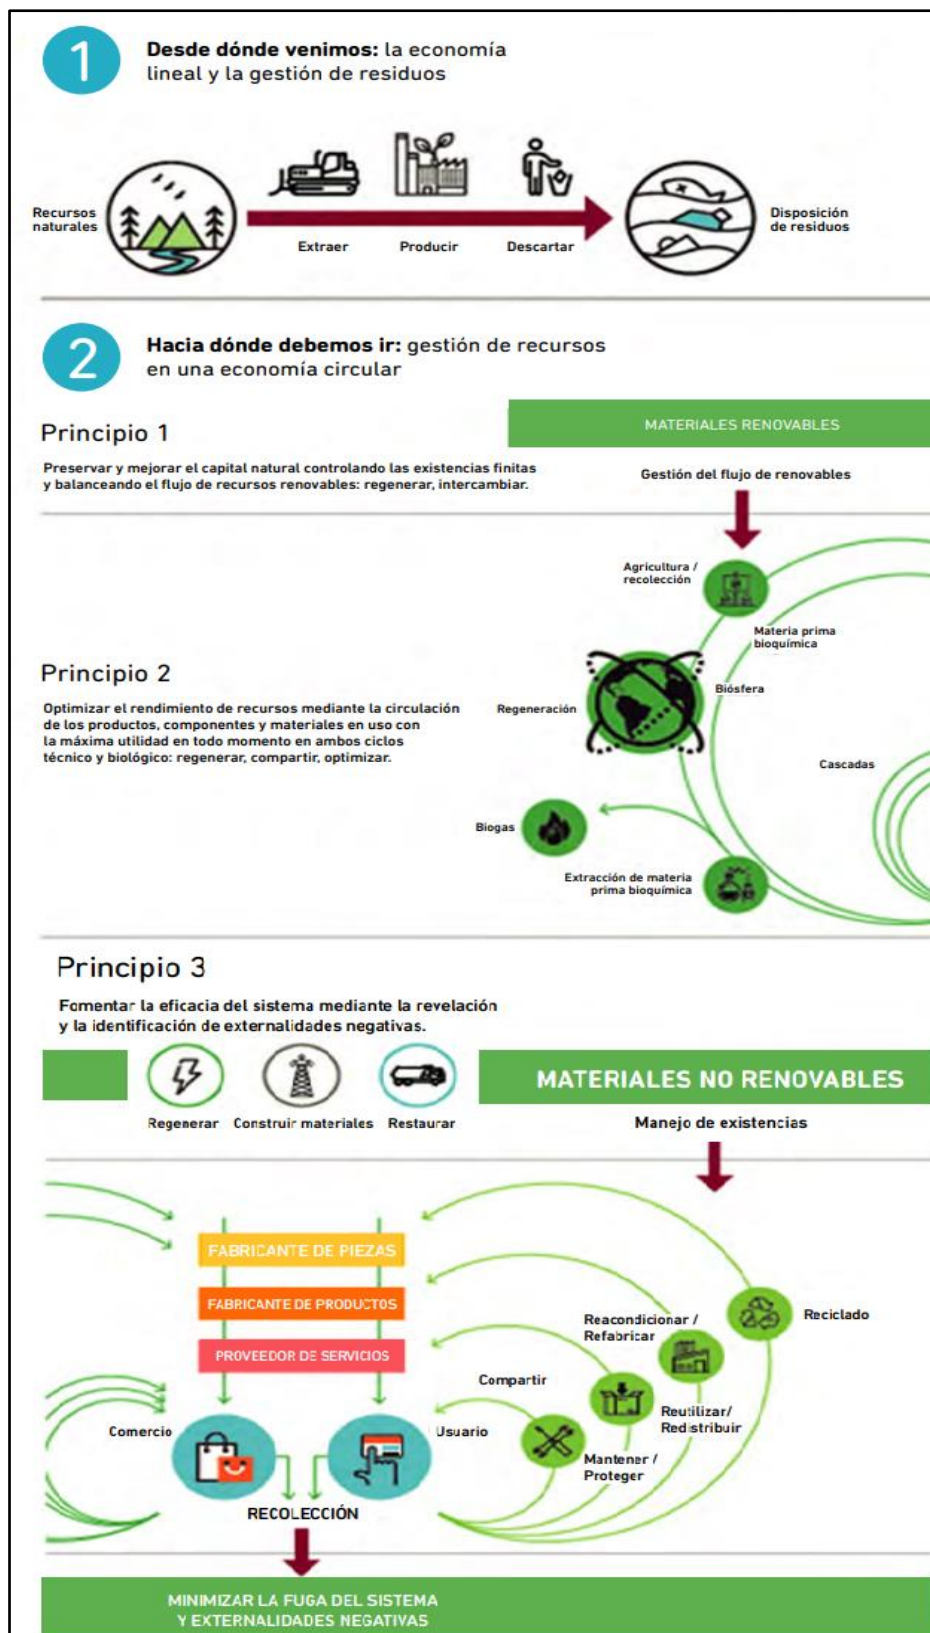 1
Desde dónde venimos: la economía
lineal y la gestión de residuos
Recursos
naturales
Extraer
Producir
Descartar
Disposición
de residuos
2
Hacia dónde debemos ir: gestión de recursos
en una economía circular
Principio 1
MATERIALES RENOVABLES
Preservar y mejorar el capital natural controlando las existencias finitas
y balanceando el flujo de recursos renovables: regenerar, intercambiar.
Gestión del flujo de renovables
Agricultura /
recolección
Materia prima
bioquímica
Principio 2
Optimizar el rendimiento de recursos mediante la circulación
de los productos, componentes y materiales en uso con
la máxima utilidad en todo momento en ambos ciclos
técnico y biológico: regenerar, compartir, optimizar.
Regeneración
Biósfera
Cascadas
Biogas
Extracción de materia
prima bioquímica
Principio 3
Fomentar la eficacia del sistema mediante la revelación
y la identificación de externalidades negativas.
Regenerar
Construir materiales
Restaurar
MATERIALES NO RENOVABLES
Manejo de existencias
FABRICANTE DE PIEZAS
FABRICANTE DE PRODUCTOS
PROVEEDOR DE SERVICIOS
Reciclado
Reacondicionar /
Refabricar
Compartir
Reutilizar/
Redistribuir
Comercio
Usuario
Mantener /
Proteger
RECOLECCIÓN
MINIMIZAR LA FUGA DEL SISTEMA
Y EXTERNALIDADES NEGATIVAS